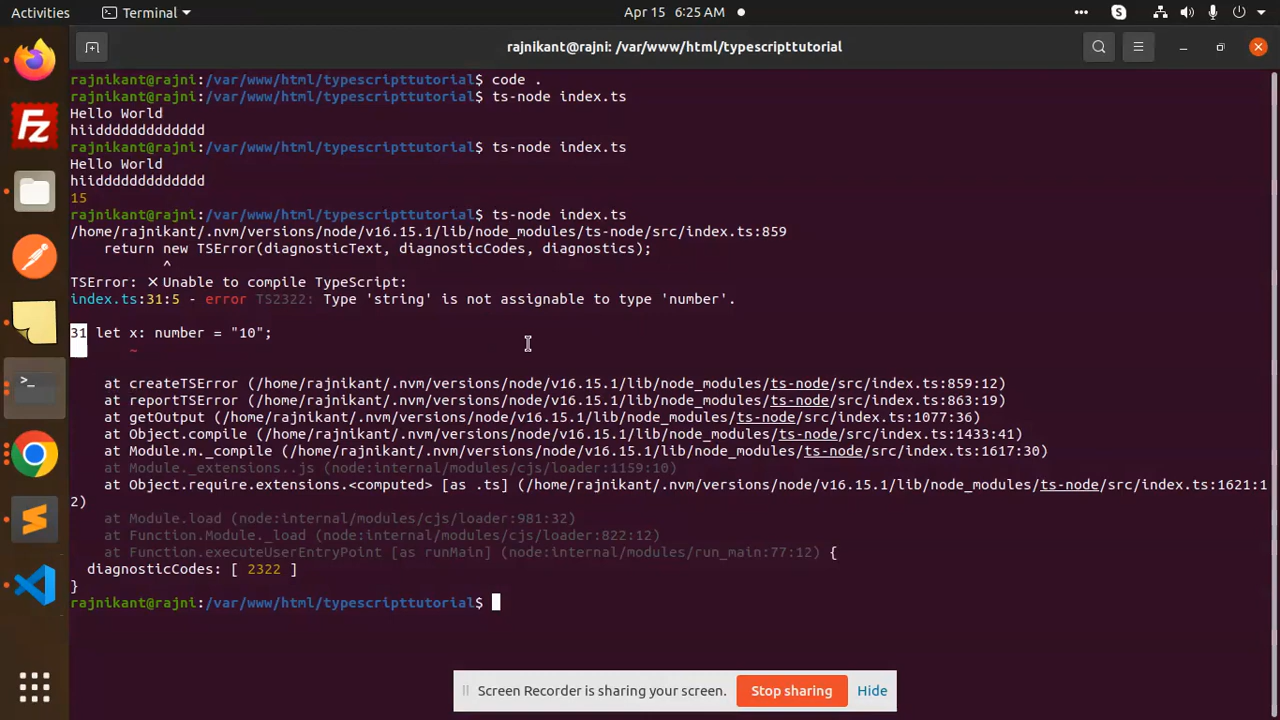 Activities
Terminal
Apr 15 6:25 AM
rajnikant@rajni: /var/www/html/typescripttutorial
rajnikant@rajni:/var/www/html/typescripttutorial$ code .
rajnikant@rajni:/var/www/html/typescripttutorial$ ts-node index.ts
Hello World
hiiddddddddddddd
rajnikant@rajni:/var/www/html/typescripttutorial$ ts-node index.ts
Hello World
hiiddddddddddddd
15
rajnikant@rajni:/var/www/html/typescripttutorial$ ts-node index.ts
/home/rajnikant/.nvm/versions/node/v16.15.1/lib/node_modules/ts-node/src/index.ts:859
return new TSError(diagnosticText, diagnosticCodes, diagnostics);
^
TSError: ⨯ Unable to compile TypeScript:
index.ts:31:5 - error TS2322: Type 'string' is not assignable to type 'number'.
31 let x: number = "10";
~
at createTSError (/home/rajnikant/.nvm/versions/node/v16.15.1/lib/node_modules/ts-node/src/index.ts:859:12)
at reportTSError (/home/rajnikant/.nvm/versions/node/v16.15.1/lib/node_modules/ts-node/src/index.ts:863:19)
at getOutput (/home/rajnikant/.nvm/versions/node/v16.15.1/lib/node_modules/ts-node/src/index.ts:1077:36)
at Object.compile (/home/rajnikant/.nvm/versions/node/v16.15.1/lib/node_modules/ts-node/src/index.ts:1433:41)
at Module.m._compile (/home/rajnikant/.nvm/versions/node/v16.15.1/lib/node_modules/ts-node/src/index.ts:1617:30)
at Module._extensions..js (node:internal/modules/cjs/loader:1159:10)
at Object.require.extensions.<computed> [as .ts] (/home/rajnikant/.nvm/versions/node/v16.15.1/lib/node_modules/ts-node/src/index.ts:1621:1
2)
at Module.load (node:internal/modules/cjs/loader:981:32)
at Function.Module._load (node:internal/modules/cjs/loader:822:12)
at Function.executeUserEntryPoint [as runMain] (node:internal/modules/run_main:77:12) {
diagnosticCodes: [ 2322 ]
}
rajnikant@rajni:/var/www/html/typescripttutorial$
Screen Recorder is sharing your screen.
Stop sharing
Hide